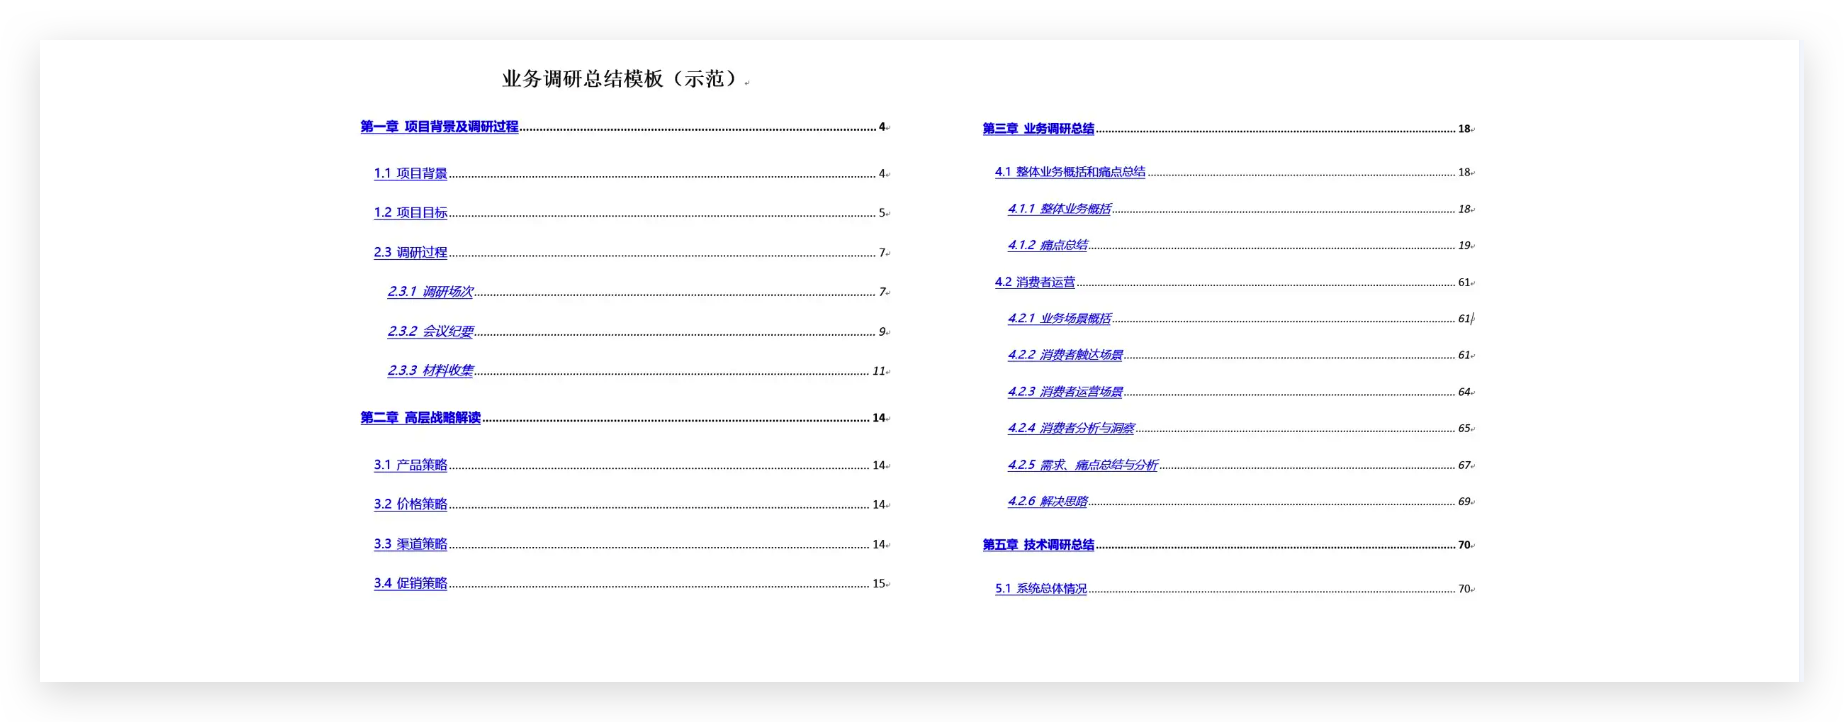 业务调研总结模板（示范）
第一章 项目背景及调研过程 4
1.1 项目背景 4
1.2 项目目标 5
2.3 调研过程 7
2.3.1 调研场次 7
2.3.2 会议纪要 9
2.3.3 材料收集 11
第二章 高层战略解读 14
3.1 产品策略 14
3.2 价格策略 14
3.3 渠道策略 14
3.4 促销策略 15
第三章 业务调研总结 18
4.1 整体业务概括和痛点总结 18
4.1.1 整体业务概括 18
4.1.2 痛点总结 19
4.2 消费者运营 61
4.2.1 业务场景概括 61
4.2.2 消费者触达场景 61
4.2.3 消费者运营场景 64
4.2.4 消费者分析与洞察 65
4.2.5 需求、痛点总结与分析 67
4.2.6 解决思路 69
第五章 技术调研总结 70
5.1 系统总体情况 70